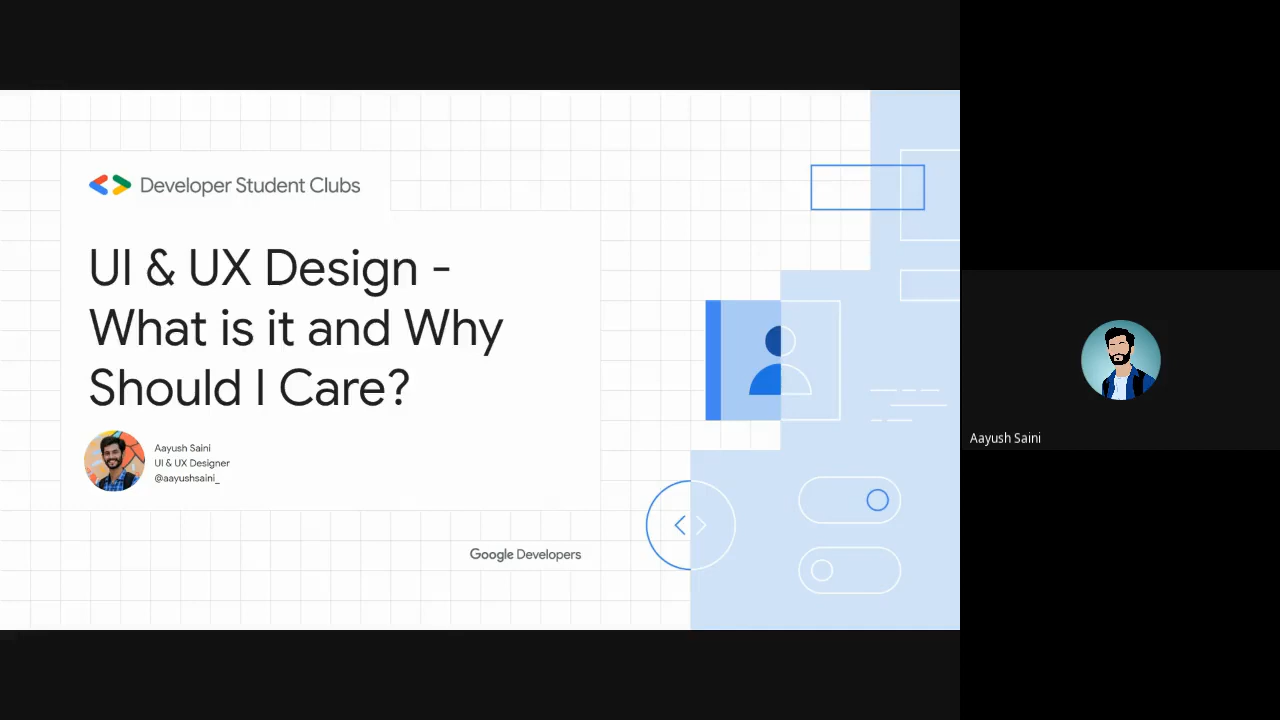 Developer Student Clubs
UI & UX Design -
What is it and Why
Should I Care?
Aayush Saini
UI & UX Designer
@aayushsaini_
Google Developers
Aayush Saini